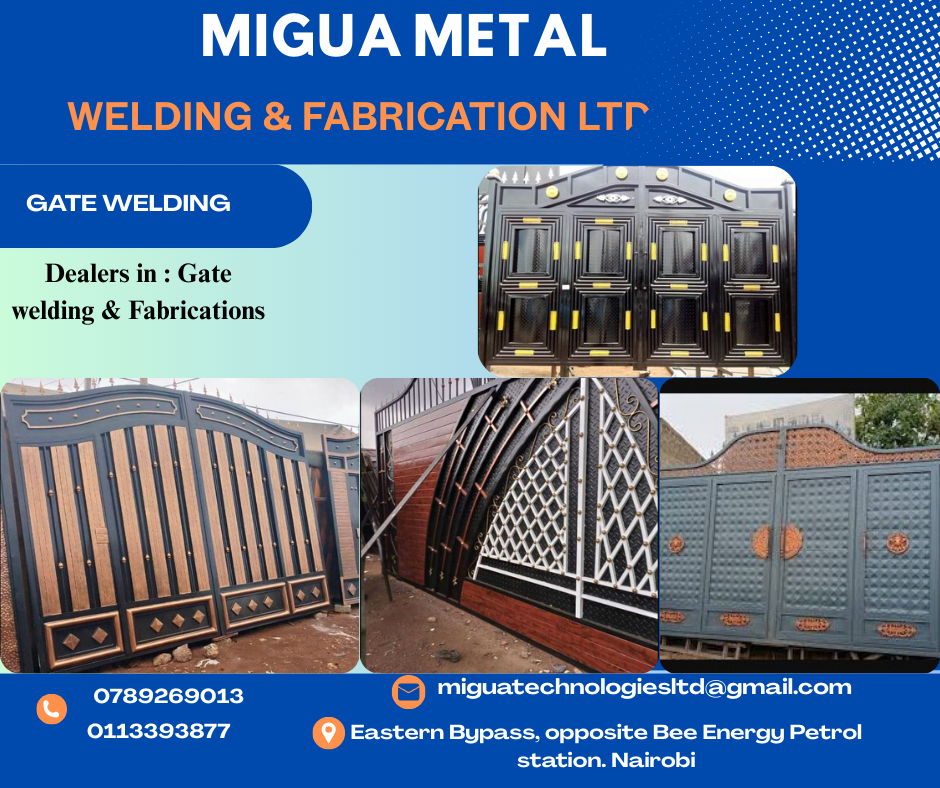 MIGUA METAL
WELDING & FABRICATION LTD
GATE WELDING
Dealers in : Gate
welding & Fabrications
0789269013
0113393877
miguatechnologiesltd@gmail.com
Eastern Bypass, opposite Bee Energy Petrol
station. Nairobi